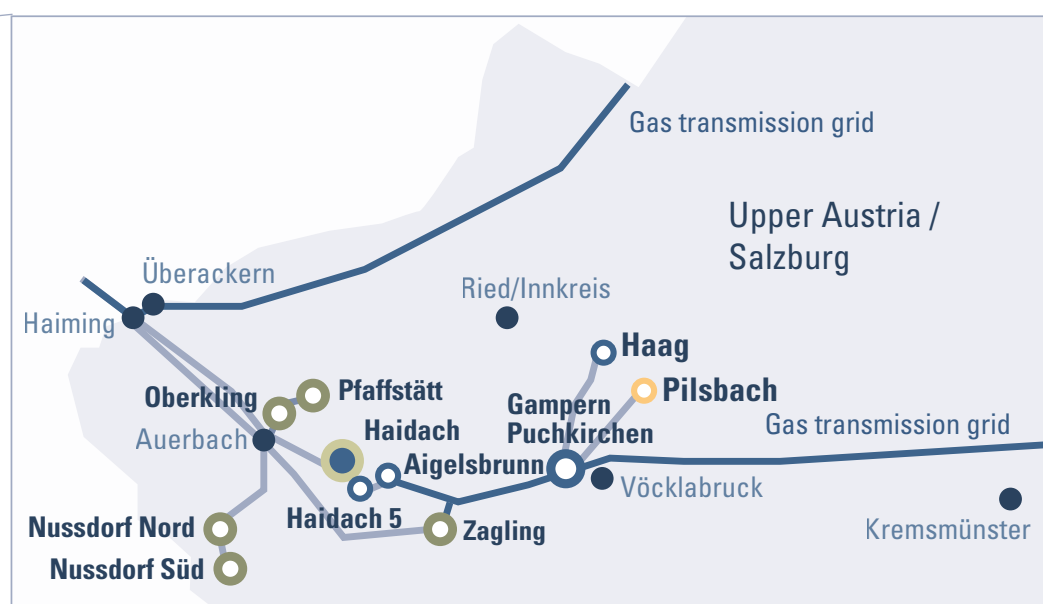 Gas transmission grid
Upper Austria /
Salzburg
Überackern
Ried/Innkreis
Haiming
Haag
Pfaffstätt
Pilsbach
Oberkling
Gampern
Puchkirchen
Gas transmission grid
Haidach
Auerbach
Aigelsbrunn
Vöcklabruck
Haidach 5
Nussdorf Nord
Zagling
Kremsmünster
Nussdorf Süd